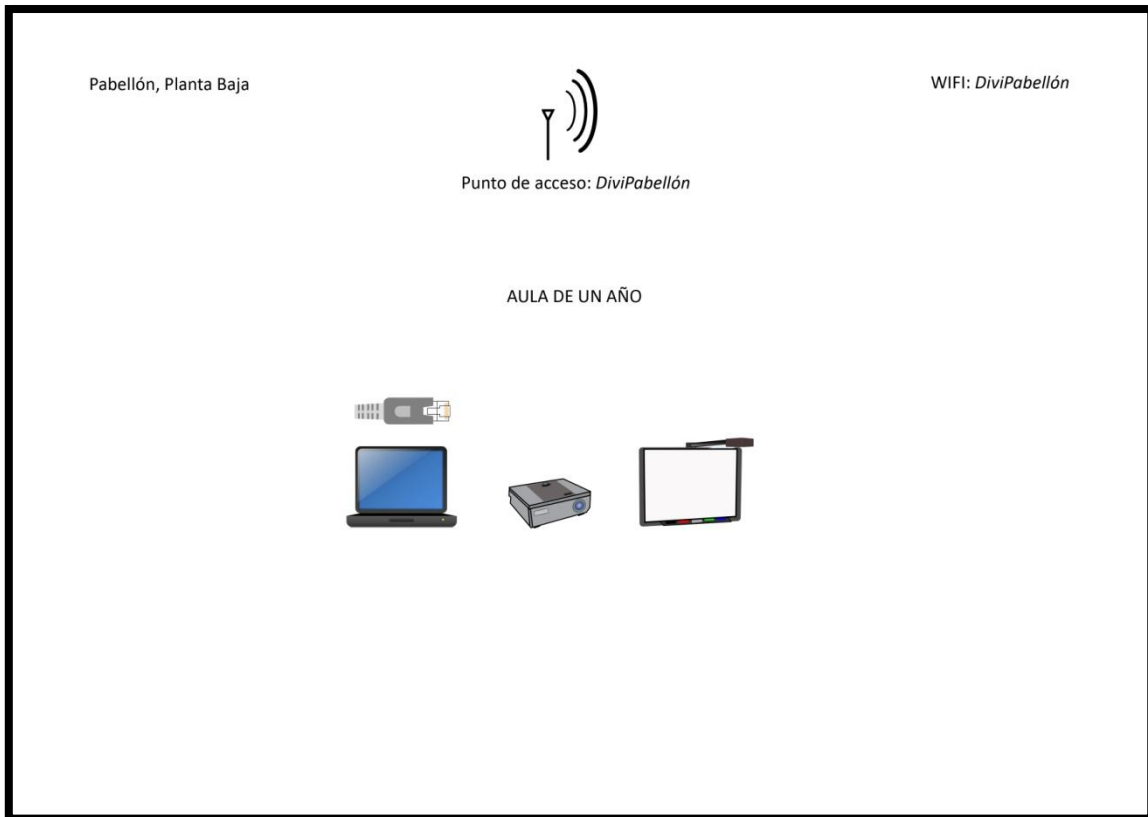 Pabellón, Planta Baja
WIFI: DiviPabellón
Punto de acceso: DiviPabellón
AULA DE UN AÑO